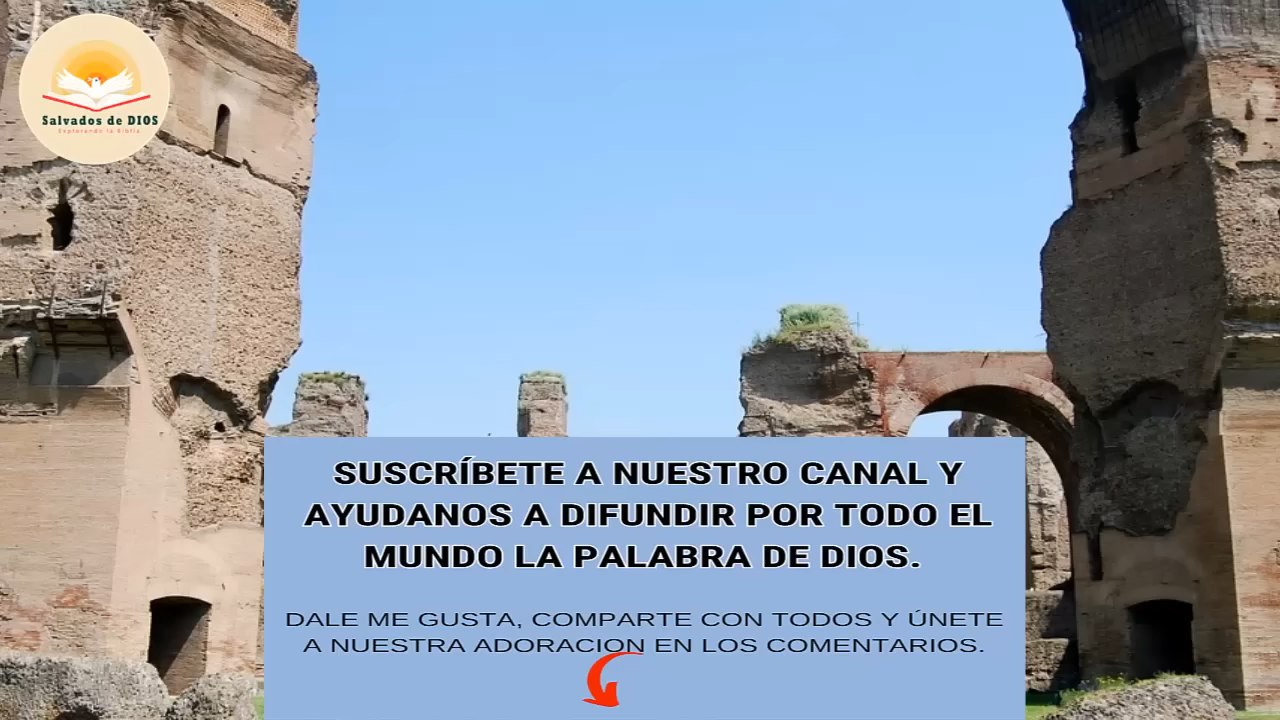 Salvados de DIOS
Explorando la Biblia
SUSCRÍBETE A NUESTRO CANAL Y
AYUDANOS A DIFUNDIR POR TODO EL
MUNDO LA PALABRA DE DIOS.
DALE ME GUSTA, COMPARTE CON TODOS Y ÚNETE
A NUESTRA ADORACION EN LOS COMENTARIOS.